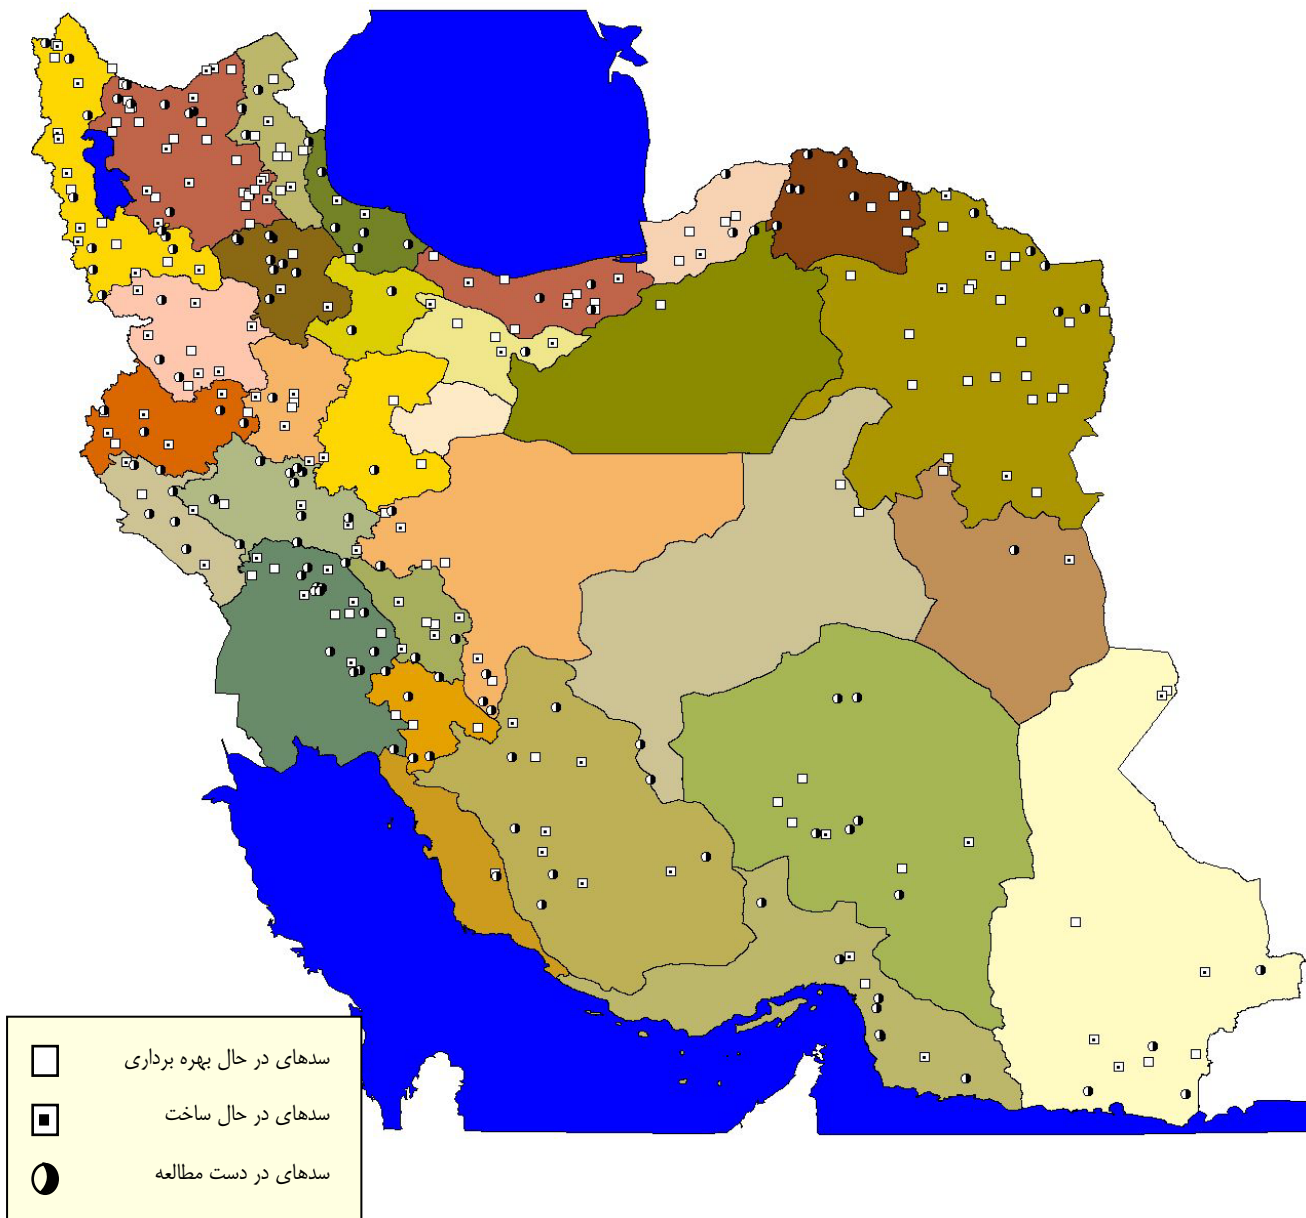 سدهای در حال بهره برداری
سدهای در حال ساخت
سدهای در دست مطالعه